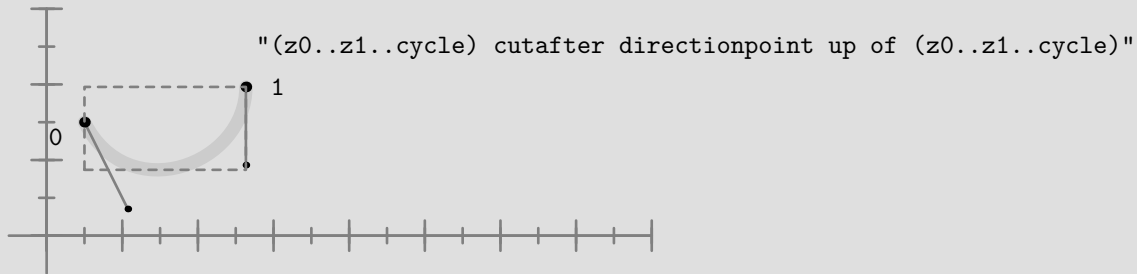 "(z0..z1..cycle) cutafter directionpoint up of (z0..z1..cycle)"
1
0